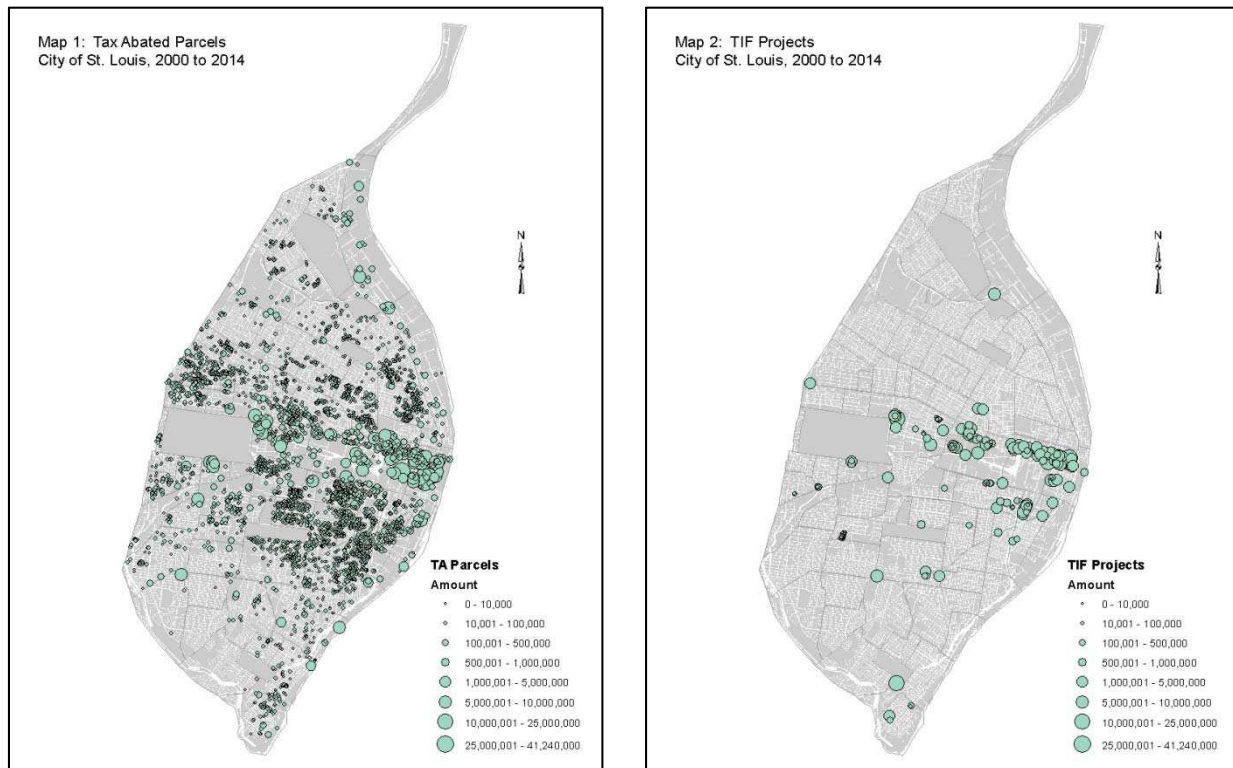 Map 1: Tax Abated Parcels
City of St. Louis, 2000 to 2014
N
TA Parcels
Amount
0 - 10,000
10,001 - 100,000
100,001 - 500,000
500,001 - 1,000,000
1,000,001 - 5,000,000
5,000,001 - 10,000,000
10,000,001 - 25,000,000
25,000,001 - 41,240,000
Map 2: TIF Projects
City of St. Louis, 2000 to 2014
N
TIF Projects
Amount
0 - 10,000
10,001 - 100,000
100,001 - 500,000
500,001 - 1,000,000
1,000,001 - 5,000,000
5,000,001 - 10,000,000
10,000,001 - 25,000,000
25,000,001 - 41,240,000